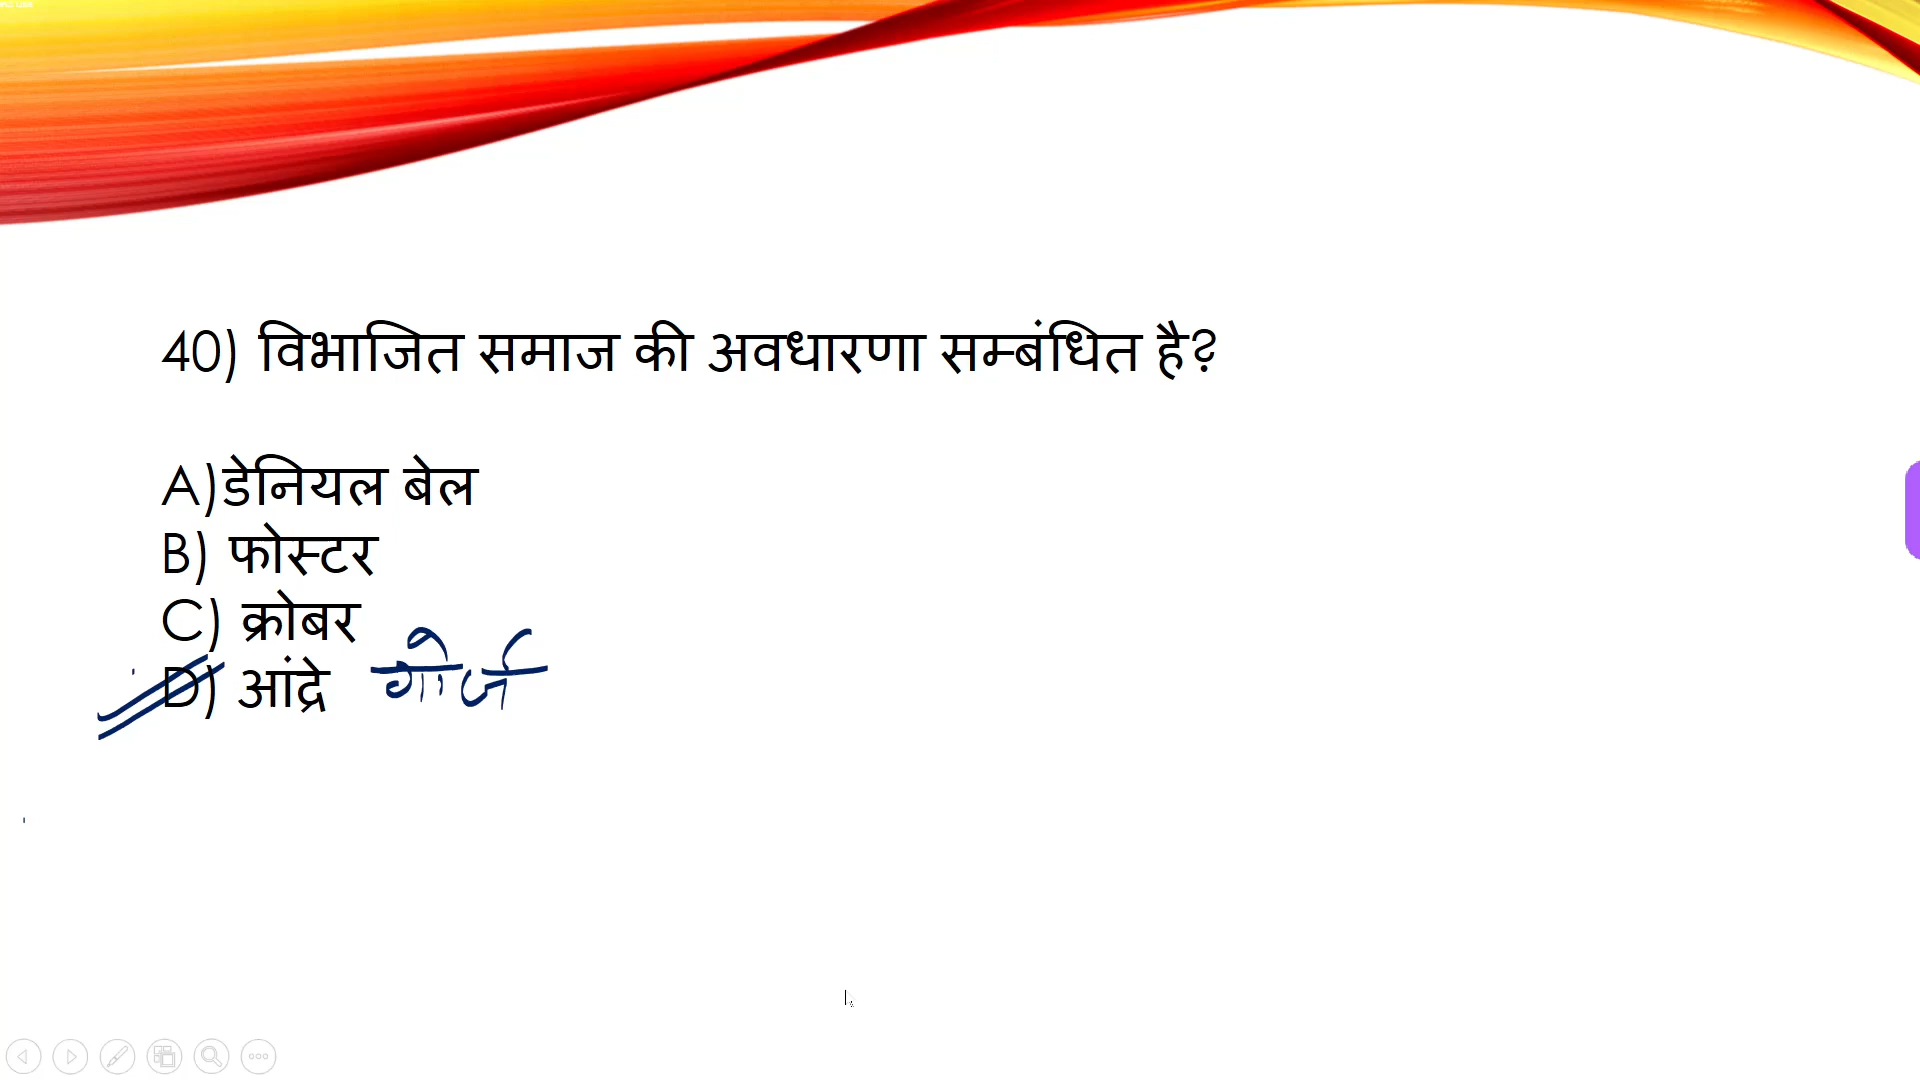 40) विभाजित समाज की अवधारणा सम्बंधित है?
A)डेनियल बेल
B) फोस्टर
C) क्रोबर
D) आंद्रे गोर्ज